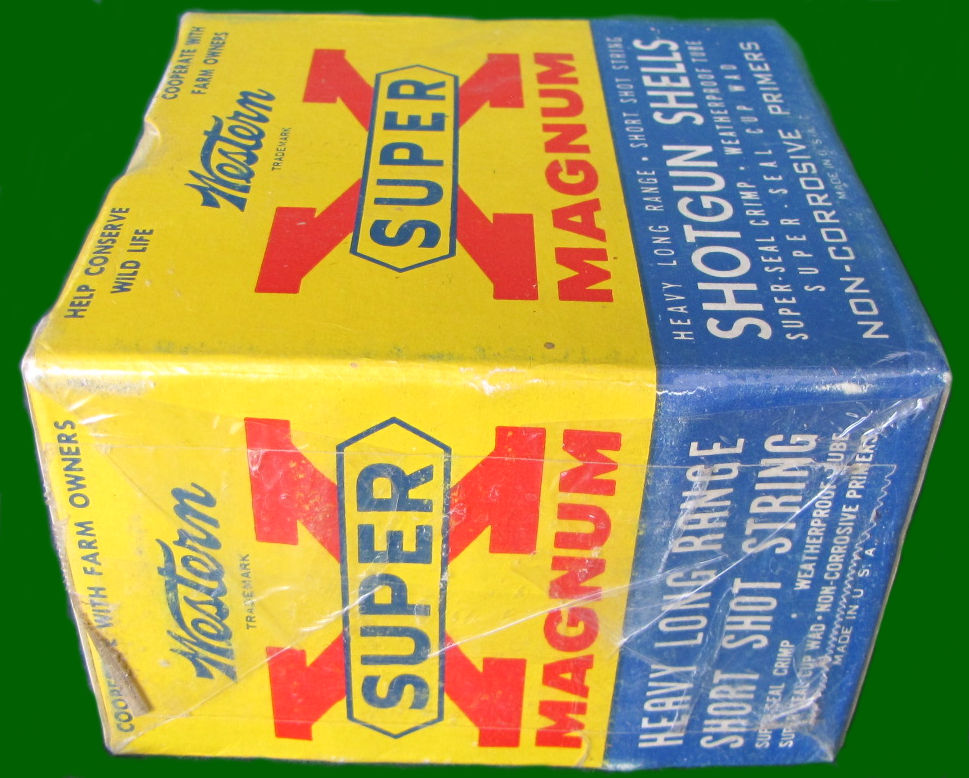 HELP CONSERVE
WILD LIFE
COOPERATE WITH
FARM OWNERS
Western
TRADEMARK
X
SUPER
MAGNUM
HEAVY LONG RANGE • SHORT SHOT STRING
SHOTGUN SHELLS
SUPER-SEAL CRIMP • WEATHERPROOF TUBE
SUPER-SEAL CUP WAD
NON-CORROSIVE PRIMERS
MADE IN U.S.A.
WITH FARM OWNERS
Western
TRADEMARK
X
SUPER
MAGNUM
HEAVY LONG RANGE
SHORT SHOT STRING
SUPER-SEAL CRIMP • WEATHERPROOF TUBE
SUPER-SEAL CUP WAD • NON-CORROSIVE PRIMERS
MADE IN U.S.A.